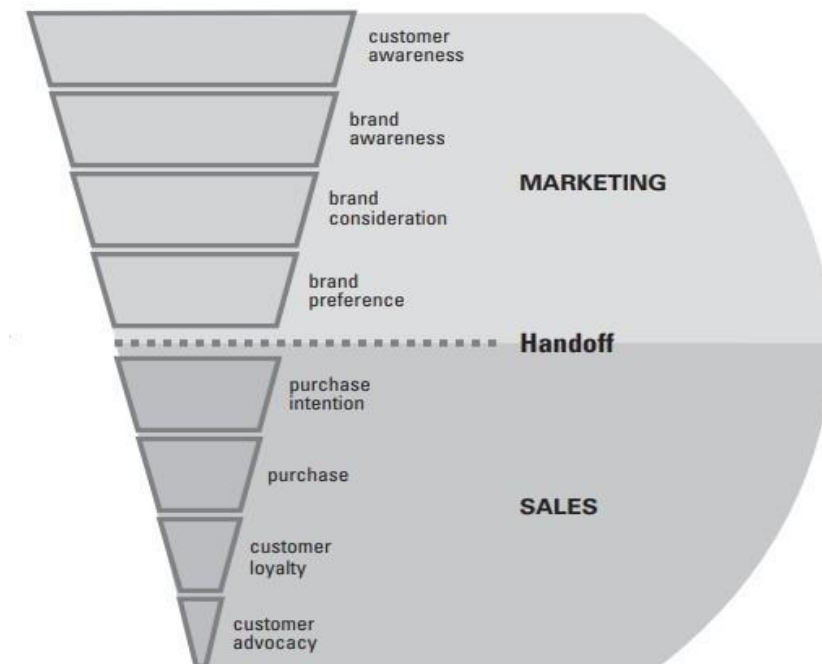 customer
awareness
brand
awareness
MARKETING
brand
consideration
brand
preference
Handoff
purchase
intention
purchase
SALES
customer
loyalty
customer
advocacy